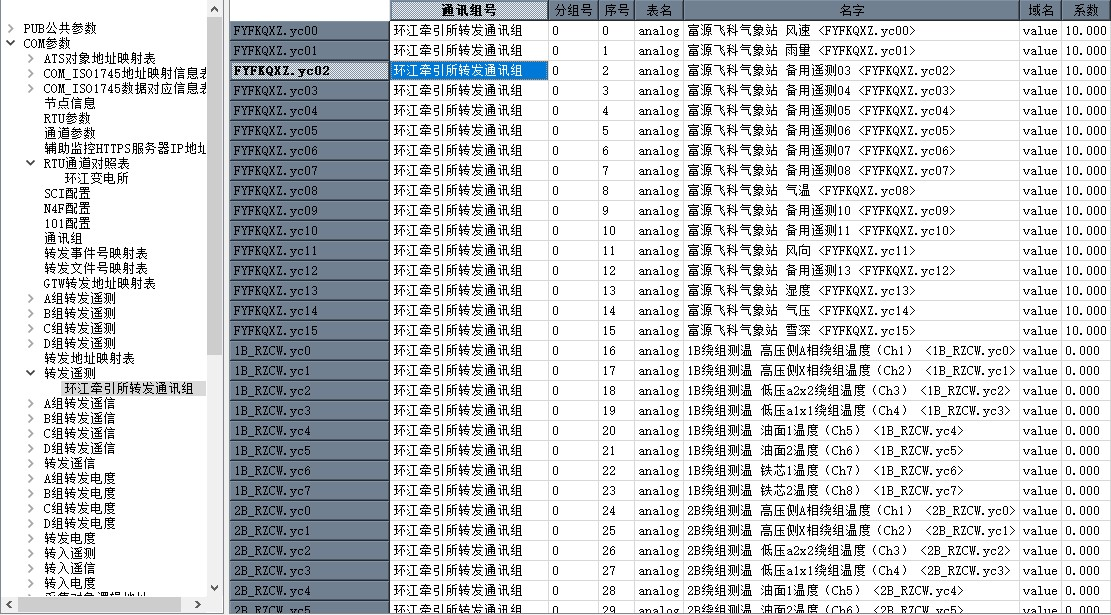 PUB公共参数
COM参数
ATS对象地址映射表
COM_ISO1745地址映射信息表
COM_ISO1745数据对应信息表
节点信息
RTU参数
通道参数
辅助监控HTTPS服务器IP地址
RTU通道对照表
环江变电所
SCI配置
N4F配置
101配置
通讯组
转发事件号映射表
转发文件号映射表
GTW转发地址映射表
A组转发遥测
B组转发遥测
C组转发遥测
D组转发遥测
转发地址映射表
转发遥测
环江牵引所转发通讯组
A组转发遥信
B组转发遥信
C组转发遥信
D组转发遥信
转发遥信
A组转发电度
B组转发电度
C组转发电度
D组转发电度
转发电度
转入遥测
转入遥信
转入电度
通讯组号 分组号 序号 表名 名字 域名 系数
FYFKQXZ.yc00 环江牵引所转发通讯组 0 0 analog 富源飞科气象站 风速 <FYFKQXZ.yc00> value 10.000
FYFKQXZ.yc01 环江牵引所转发通讯组 0 1 analog 富源飞科气象站 雨量 <FYFKQXZ.yc01> value 10.000
FYFKQXZ.yc02 环江牵引所转发通讯组 0 2 analog 富源飞科气象站 备用遥测03 <FYFKQXZ.yc02> value 10.000
FYFKQXZ.yc03 环江牵引所转发通讯组 0 3 analog 富源飞科气象站 备用遥测04 <FYFKQXZ.yc03> value 10.000
FYFKQXZ.yc04 环江牵引所转发通讯组 0 4 analog 富源飞科气象站 备用遥测05 <FYFKQXZ.yc04> value 10.000
FYFKQXZ.yc05 环江牵引所转发通讯组 0 5 analog 富源飞科气象站 备用遥测06 <FYFKQXZ.yc05> value 10.000
FYFKQXZ.yc06 环江牵引所转发通讯组 0 6 analog 富源飞科气象站 备用遥测07 <FYFKQXZ.yc06> value 10.000
FYFKQXZ.yc07 环江牵引所转发通讯组 0 7 analog 富源飞科气象站 备用遥测08 <FYFKQXZ.yc07> value 10.000
FYFKQXZ.yc08 环江牵引所转发通讯组 0 8 analog 富源飞科气象站 气温 <FYFKQXZ.yc08> value 10.000
FYFKQXZ.yc09 环江牵引所转发通讯组 0 9 analog 富源飞科气象站 备用遥测10 <FYFKQXZ.yc09> value 10.000
FYFKQXZ.yc10 环江牵引所转发通讯组 0 10 analog 富源飞科气象站 备用遥测11 <FYFKQXZ.yc10> value 10.000
FYFKQXZ.yc11 环江牵引所转发通讯组 0 11 analog 富源飞科气象站 风向 <FYFKQXZ.yc11> value 10.000
FYFKQXZ.yc12 环江牵引所转发通讯组 0 12 analog 富源飞科气象站 备用遥测13 <FYFKQXZ.yc12> value 10.000
FYFKQXZ.yc13 环江牵引所转发通讯组 0 13 analog 富源飞科气象站 湿度 <FYFKQXZ.yc13> value 10.000
FYFKQXZ.yc14 环江牵引所转发通讯组 0 14 analog 富源飞科气象站 气压 <FYFKQXZ.yc14> value 10.000
FYFKQXZ.yc15 环江牵引所转发通讯组 0 15 analog 富源飞科气象站 雪深 <FYFKQXZ.yc15> value 10.000
1B_RZCW.yc0 环江牵引所转发通讯组 0 16 analog 1B绕组测温 高压侧A相绕组温度（Ch1） <1B_RZCW.yc0> value 0.000
1B_RZCW.yc1 环江牵引所转发通讯组 0 17 analog 1B绕组测温 高压侧X相绕组温度（Ch2） <1B_RZCW.yc1> value 0.000
1B_RZCW.yc2 环江牵引所转发通讯组 0 18 analog 1B绕组测温 低压a2x2绕组温度（Ch3） <1B_RZCW.yc2> value 0.000
1B_RZCW.yc3 环江牵引所转发通讯组 0 19 analog 1B绕组测温 低压a1x1绕组温度（Ch4） <1B_RZCW.yc3> value 0.000
1B_RZCW.yc4 环江牵引所转发通讯组 0 20 analog 1B绕组测温 油面1温度（Ch5） <1B_RZCW.yc4> value 0.000
1B_RZCW.yc5 环江牵引所转发通讯组 0 21 analog 1B绕组测温 油面2温度（Ch6） <1B_RZCW.yc5> value 0.000
1B_RZCW.yc6 环江牵引所转发通讯组 0 22 analog 1B绕组测温 铁芯1温度（Ch7） <1B_RZCW.yc6> value 0.000
1B_RZCW.yc7 环江牵引所转发通讯组 0 23 analog 1B绕组测温 铁芯2温度（Ch8） <1B_RZCW.yc7> value 0.000
2B_RZCW.yc0 环江牵引所转发通讯组 0 24 analog 2B绕组测温 高压侧A相绕组温度（Ch1） <2B_RZCW.yc0> value 0.000
2B_RZCW.yc1 环江牵引所转发通讯组 0 25 analog 2B绕组测温 高压侧X相绕组温度（Ch2） <2B_RZCW.yc1> value 0.000
2B_RZCW.yc2 环江牵引所转发通讯组 0 26 analog 2B绕组测温 低压a2x2绕组温度（Ch3） <2B_RZCW.yc2> value 0.000
2B_RZCW.yc3 环江牵引所转发通讯组 0 27 analog 2B绕组测温 低压a1x1绕组温度（Ch4） <2B_RZCW.yc3> value 0.000
2B_RZCW.yc4 环江牵引所转发通讯组 0 28 analog 2B绕组测温 油面1温度（Ch5） <2B_RZCW.yc4> value 0.000
2B_RZCW.yc5 环江牵引所转发通讯组 0 29 analog 2B绕组测温 油面2温度（Ch6） <2B_RZCW.yc5> value 0.000